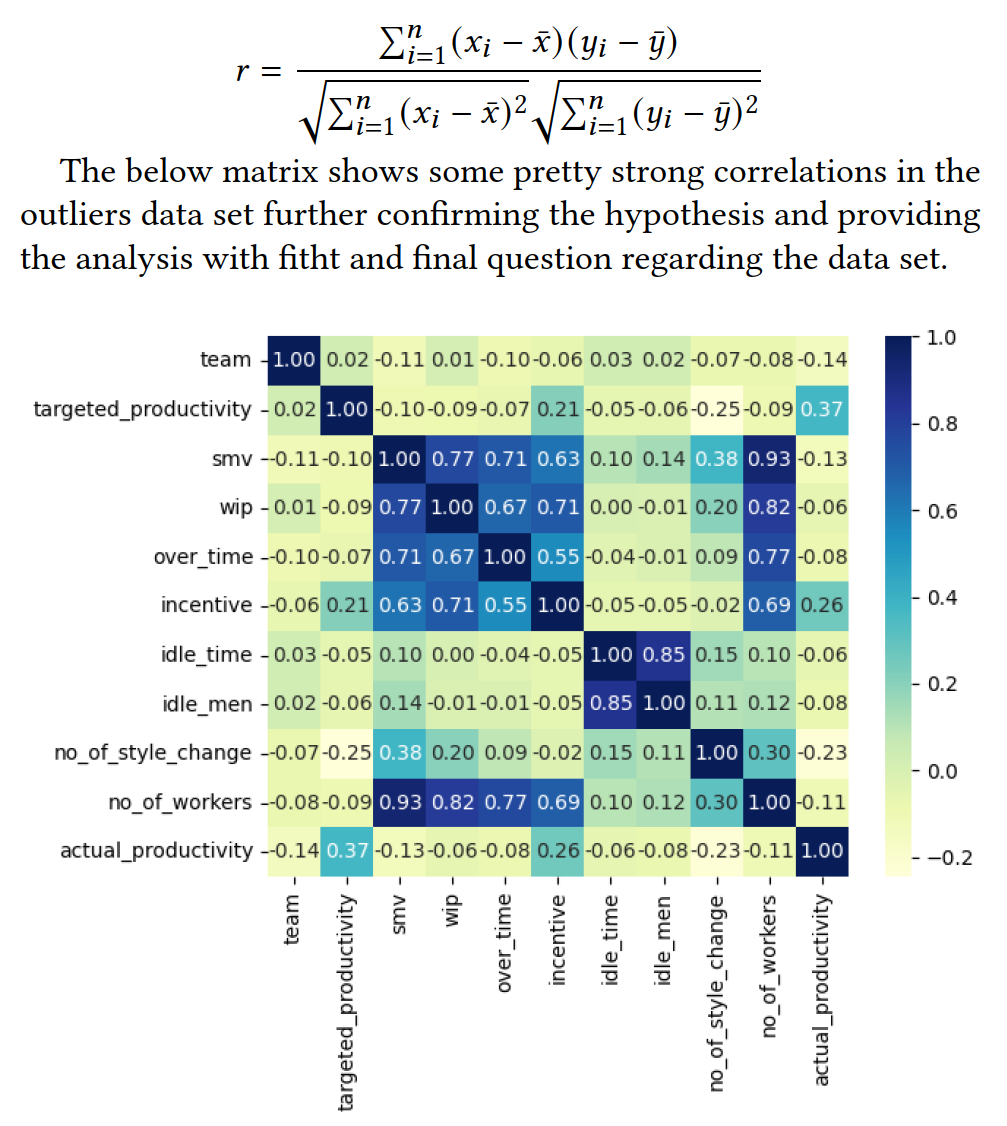 r = \frac{\sum_{i=1}^{n}(x_i - \bar{x})(y_i - \bar{y})}{\sqrt{\sum_{i=1}^{n}(x_i - \bar{x})^2}\sqrt{\sum_{i=1}^{n}(y_i - \bar{y})^2}}
The below matrix shows some pretty strong correlations in the
outliers data set further confirming the hypothesis and providing
the analysis with fitht and final question regarding the data set.
team 1.00 0.02 -0.11 0.01 -0.10 -0.06 0.03 0.02 -0.07 -0.08 -0.14
targeted_productivity 0.02 1.00 -0.10 -0.09 -0.07 0.21 -0.05 -0.06 -0.25 -0.09 0.37
smv -0.11 -0.10 1.00 0.77 0.71 0.63 0.10 0.14 0.38 0.93 -0.13
wip 0.01 -0.09 0.77 1.00 0.67 0.71 0.00 -0.01 0.20 0.82 -0.06
over_time -0.10 -0.07 0.71 0.67 1.00 0.55 -0.04 -0.01 0.09 0.77 -0.08
incentive -0.06 0.21 0.63 0.71 0.55 1.00 -0.05 -0.05 -0.02 0.69 0.26
idle_time 0.03 -0.05 0.10 0.00 -0.04 -0.05 1.00 0.85 0.15 0.10 -0.06
idle_men 0.02 -0.06 0.14 -0.01 -0.01 -0.05 0.85 1.00 0.11 0.12 -0.08
no_of_style_change -0.07 -0.25 0.38 0.20 0.09 -0.02 0.15 0.11 1.00 0.30 -0.23
no_of_workers -0.08 -0.09 0.93 0.82 0.77 0.69 0.10 0.12 0.30 1.00 -0.11
actual_productivity -0.14 0.37 -0.13 -0.06 -0.08 0.26 -0.06 -0.08 -0.23 -0.11 1.00
team
targeted_productivity
smv
wip
over_time
incentive
idle_time
idle_men
no_of_style_change
no_of_workers
actual_productivity
1.0
0.8
0.6
0.4
0.2
0.0
−0.2